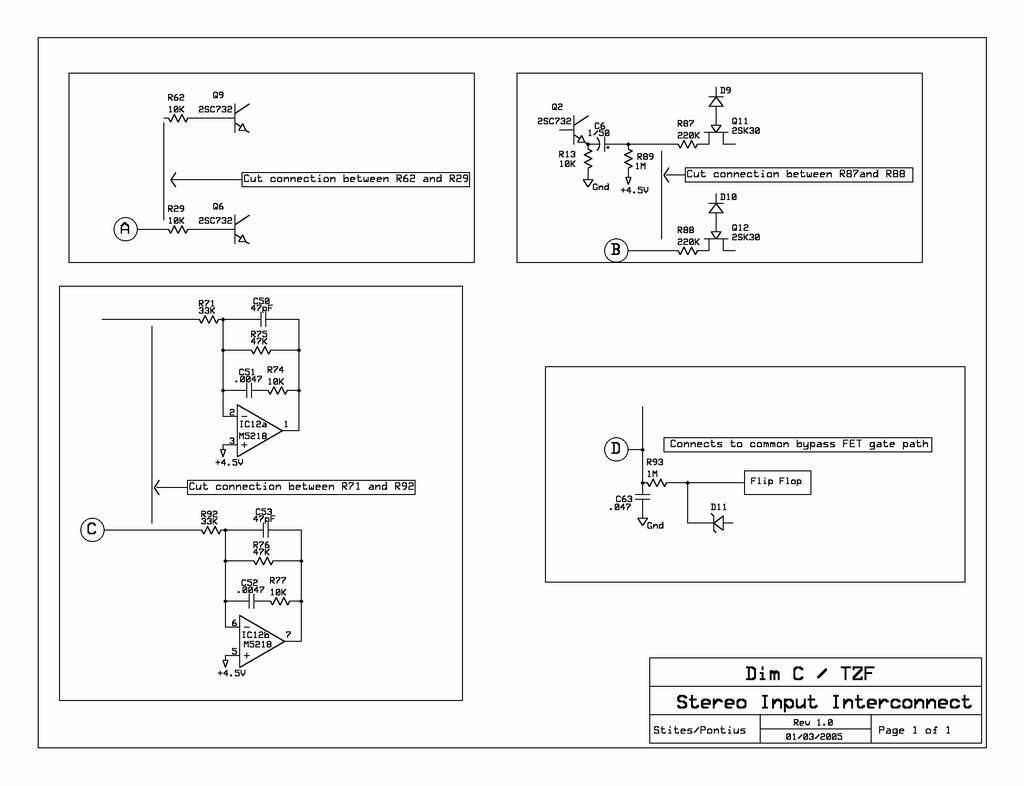 R62
10K
Q9
2SC732
Cut connection between R62 and R29
R29
10K
Q6
2SC732
A
Q2
2SC732
C6
1/50
R13
10K
Gnd
R89
1M
+4.5V
R87
220K
D9
Q11
2SK30
Cut connection between R87and R88
D10
R88
220K
Q12
2SK30
B
R71
33K
C50
47pF
R75
47K
C51
.0047
R74
10K
2
IC12a
M5218
1
3
+4.5V
Cut connection between R71 and R92
C
R92
33K
C53
47pF
R76
47K
C52
.0047
R77
10K
6
IC12b
M5218
7
5
+4.5V
D
Connects to common bypass FET gate path
R93
1M
Flip Flop
C63
.047
Gnd
D11
Dim C / TZF
Stereo Input Interconnect
Stites/Pontius
Rev 1.0
01/03/2005
Page 1 of 1